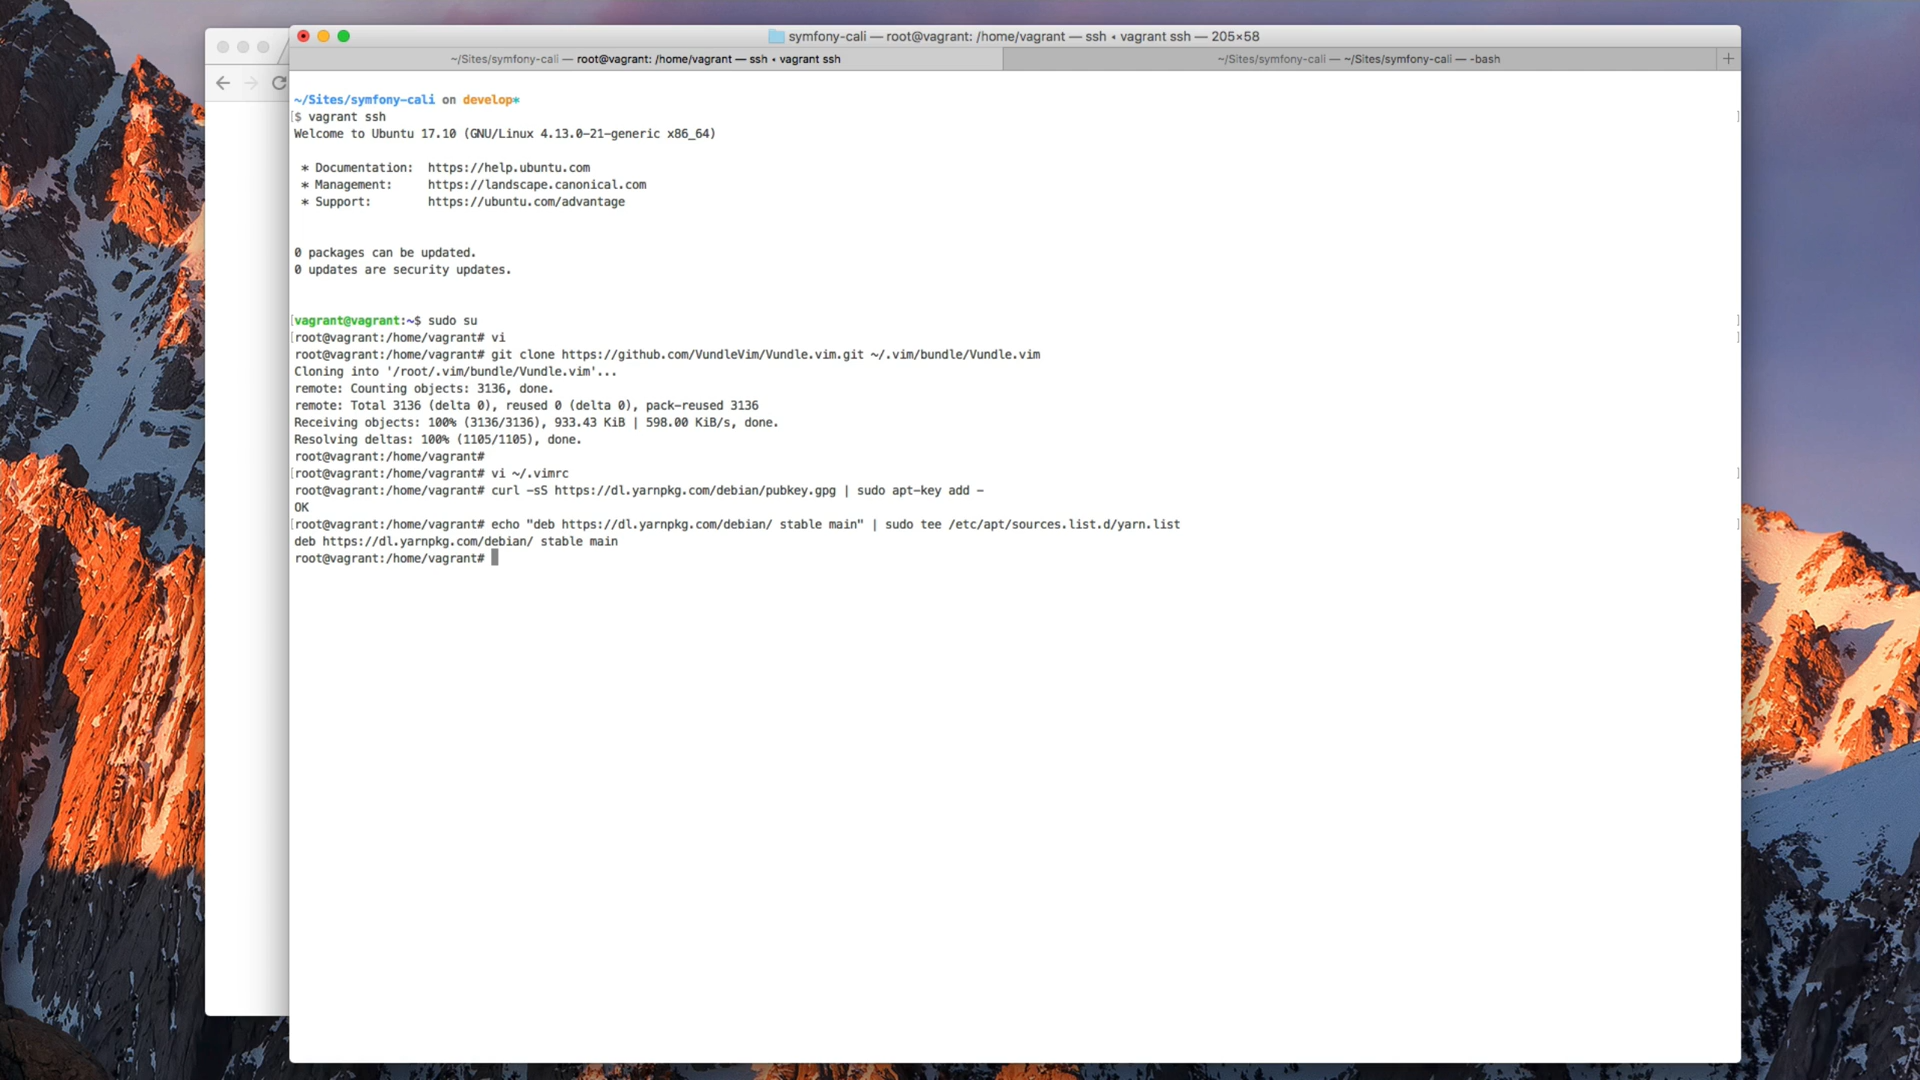 symfony-cali — root@vagrant: /home/vagrant — ssh ◂ vagrant ssh — 205×58
~/Sites/symfony-cali — root@vagrant: /home/vagrant — ssh ◂ vagrant ssh
~/Sites/symfony-cali — ~/Sites/symfony-cali — -bash
~/Sites/symfony-cali on develop*
$ vagrant ssh
Welcome to Ubuntu 17.10 (GNU/Linux 4.13.0-21-generic x86_64)
* Documentation:  https://help.ubuntu.com
* Management:     https://landscape.canonical.com
* Support:        https://ubuntu.com/advantage
0 packages can be updated.
0 updates are security updates.
vagrant@vagrant:~$ sudo su
root@vagrant:/home/vagrant# vi
root@vagrant:/home/vagrant# git clone https://github.com/VundleVim/Vundle.vim.git ~/.vim/bundle/Vundle.vim
Cloning into '/root/.vim/bundle/Vundle.vim'...
remote: Counting objects: 3136, done.
remote: Total 3136 (delta 0), reused 0 (delta 0), pack-reused 3136
Receiving objects: 100% (3136/3136), 933.43 KiB | 598.00 KiB/s, done.
Resolving deltas: 100% (1105/1105), done.
root@vagrant:/home/vagrant#
root@vagrant:/home/vagrant# vi ~/.vimrc
root@vagrant:/home/vagrant# curl -sS https://dl.yarnpkg.com/debian/pubkey.gpg | sudo apt-key add -
OK
root@vagrant:/home/vagrant# echo "deb https://dl.yarnpkg.com/debian/ stable main" | sudo tee /etc/apt/sources.list.d/yarn.list
deb https://dl.yarnpkg.com/debian/ stable main
root@vagrant:/home/vagrant#